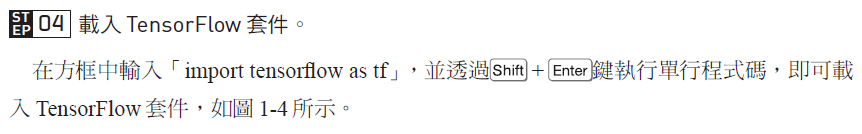 STEP 04 載入 TensorFlow 套件。
在方框中輸入「import tensorflow as tf」，並透過Shift + Enter鍵執行單行程式碼，即可載
入 TensorFlow 套件，如圖 1-4 所示。